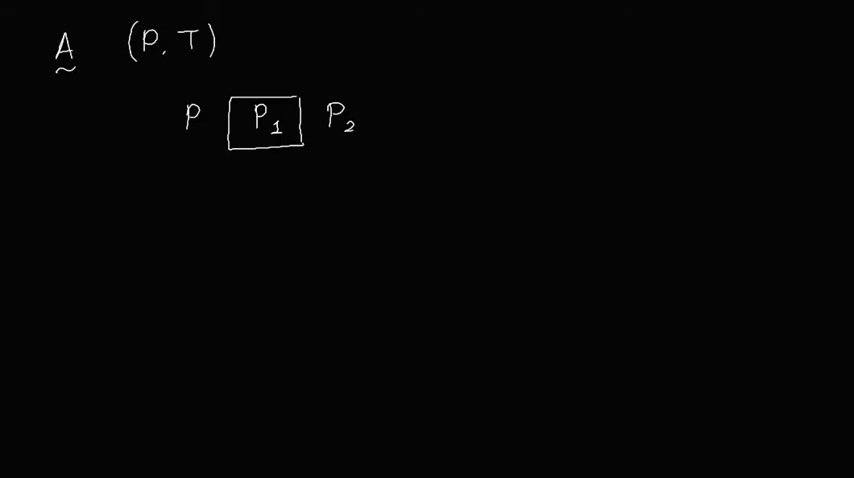 A (P, T)
P P₁ P₂